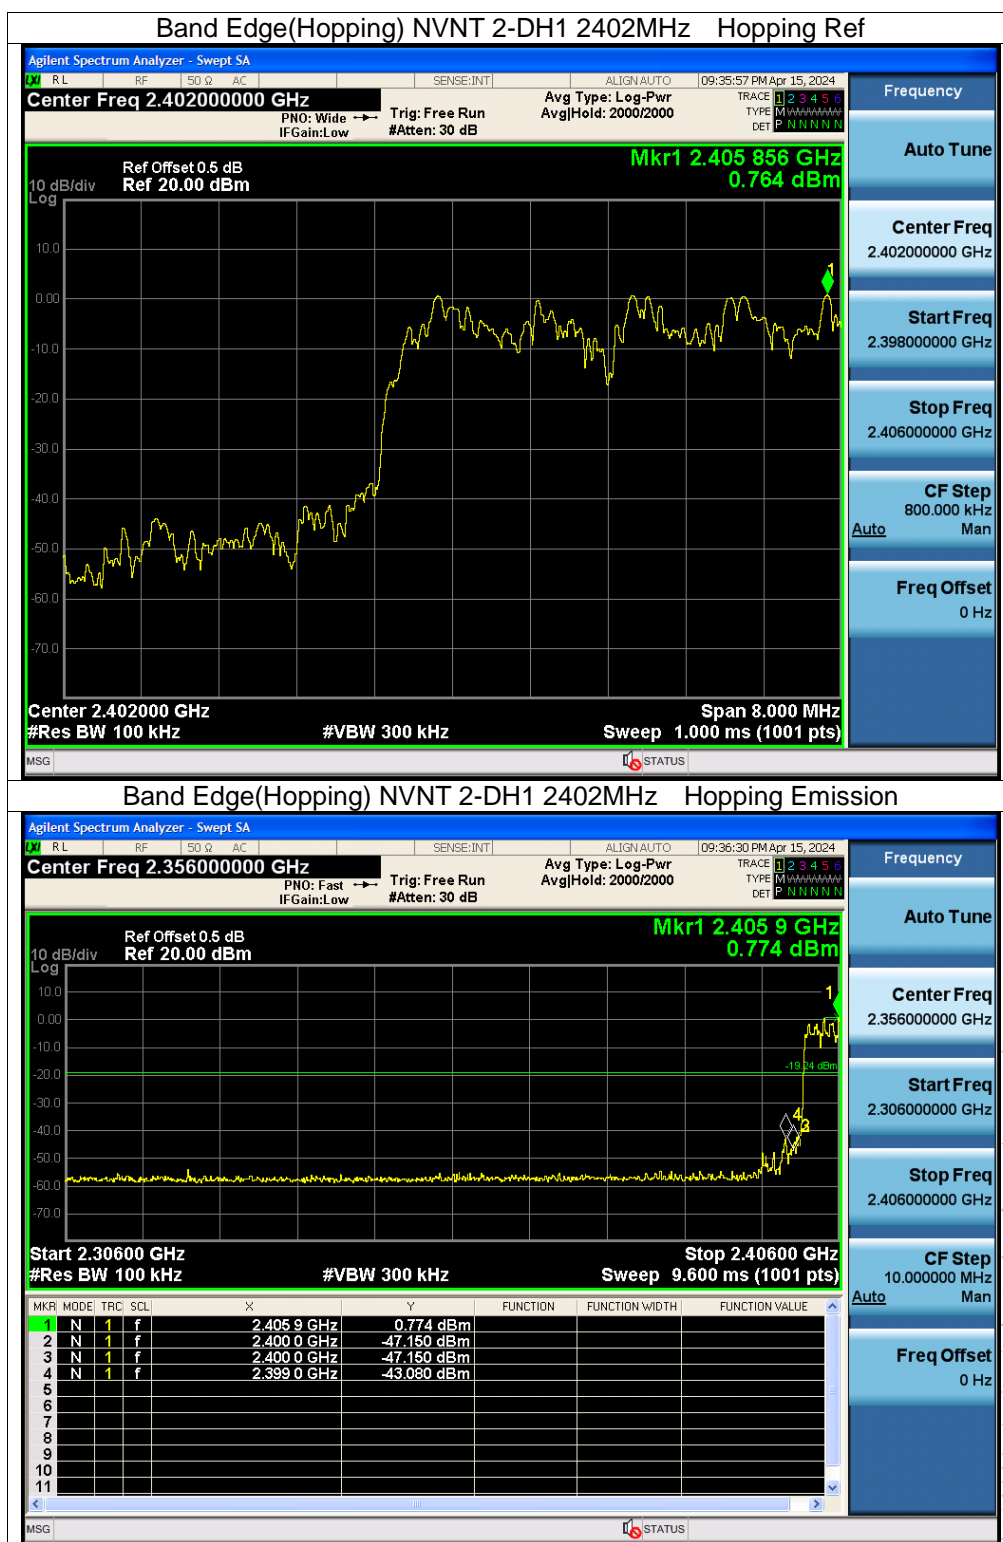 Band Edge(Hopping) NVNT 2-DH1 2402MHz Hopping Ref
Agilent Spectrum Analyzer - Swept SA
LXI RL RF 50 Ω AC SENSE:INT ALIGNAUTO 09:35:57 PM Apr 15, 2024
Center Freq 2.402000000 GHz
PNO: Wide
IFGain:Low
Trig: Free Run
#Atten: 30 dB
Avg Type: Log-Pwr
Avg|Hold: 2000/2000
TRACE 1 2 3 4 5 6
TYPE M
DET P N N N N N
Mkr1 2.405 856 GHz
0.764 dBm
Ref Offset 0.5 dB
10 dB/div Ref 20.00 dBm
Log
10.0
0.00
-10.0
-20.0
-30.0
-40.0
-50.0
-60.0
-70.0
1
Center 2.402000 GHz Span 8.000 MHz
#Res BW 100 kHz #VBW 300 kHz Sweep 1.000 ms (1001 pts)
MSG STATUS
Frequency
Auto Tune
Center Freq
2.402000000 GHz
Start Freq
2.398000000 GHz
Stop Freq
2.406000000 GHz
CF Step
800.000 kHz
Auto Man
Freq Offset
0 Hz
Band Edge(Hopping) NVNT 2-DH1 2402MHz Hopping Emission
Agilent Spectrum Analyzer - Swept SA
LXI RL RF 50 Ω AC SENSE:INT ALIGNAUTO 09:36:30 PM Apr 15, 2024
Center Freq 2.356000000 GHz
PNO: Fast
IFGain:Low
Trig: Free Run
#Atten: 30 dB
Avg Type: Log-Pwr
Avg|Hold: 2000/2000
TRACE 1 2 3 4 5 6
TYPE M
DET P N N N N N
Mkr1 2.405 9 GHz
0.774 dBm
Ref Offset 0.5 dB
10 dB/div Ref 20.00 dBm
Log
10.0
0.00
-10.0
-20.0
-30.0
-40.0
-50.0
-60.0
-70.0
1
-19.24 dBm
4
3
Start 2.30600 GHz Stop 2.40600 GHz
#Res BW 100 kHz #VBW 300 kHz Sweep 9.600 ms (1001 pts)
MKR MODE TRC SCL X Y FUNCTION FUNCTION WIDTH FUNCTION VALUE
1 N 1 f 2.405 9 GHz 0.774 dBm
2 N 1 f 2.400 0 GHz -47.150 dBm
3 N 1 f 2.400 0 GHz -47.150 dBm
4 N 1 f 2.399 0 GHz -43.080 dBm
5
6
7
8
9
10
11
MSG STATUS
Frequency
Auto Tune
Center Freq
2.356000000 GHz
Start Freq
2.306000000 GHz
Stop Freq
2.406000000 GHz
CF Step
10.000000 MHz
Auto Man
Freq Offset
0 Hz